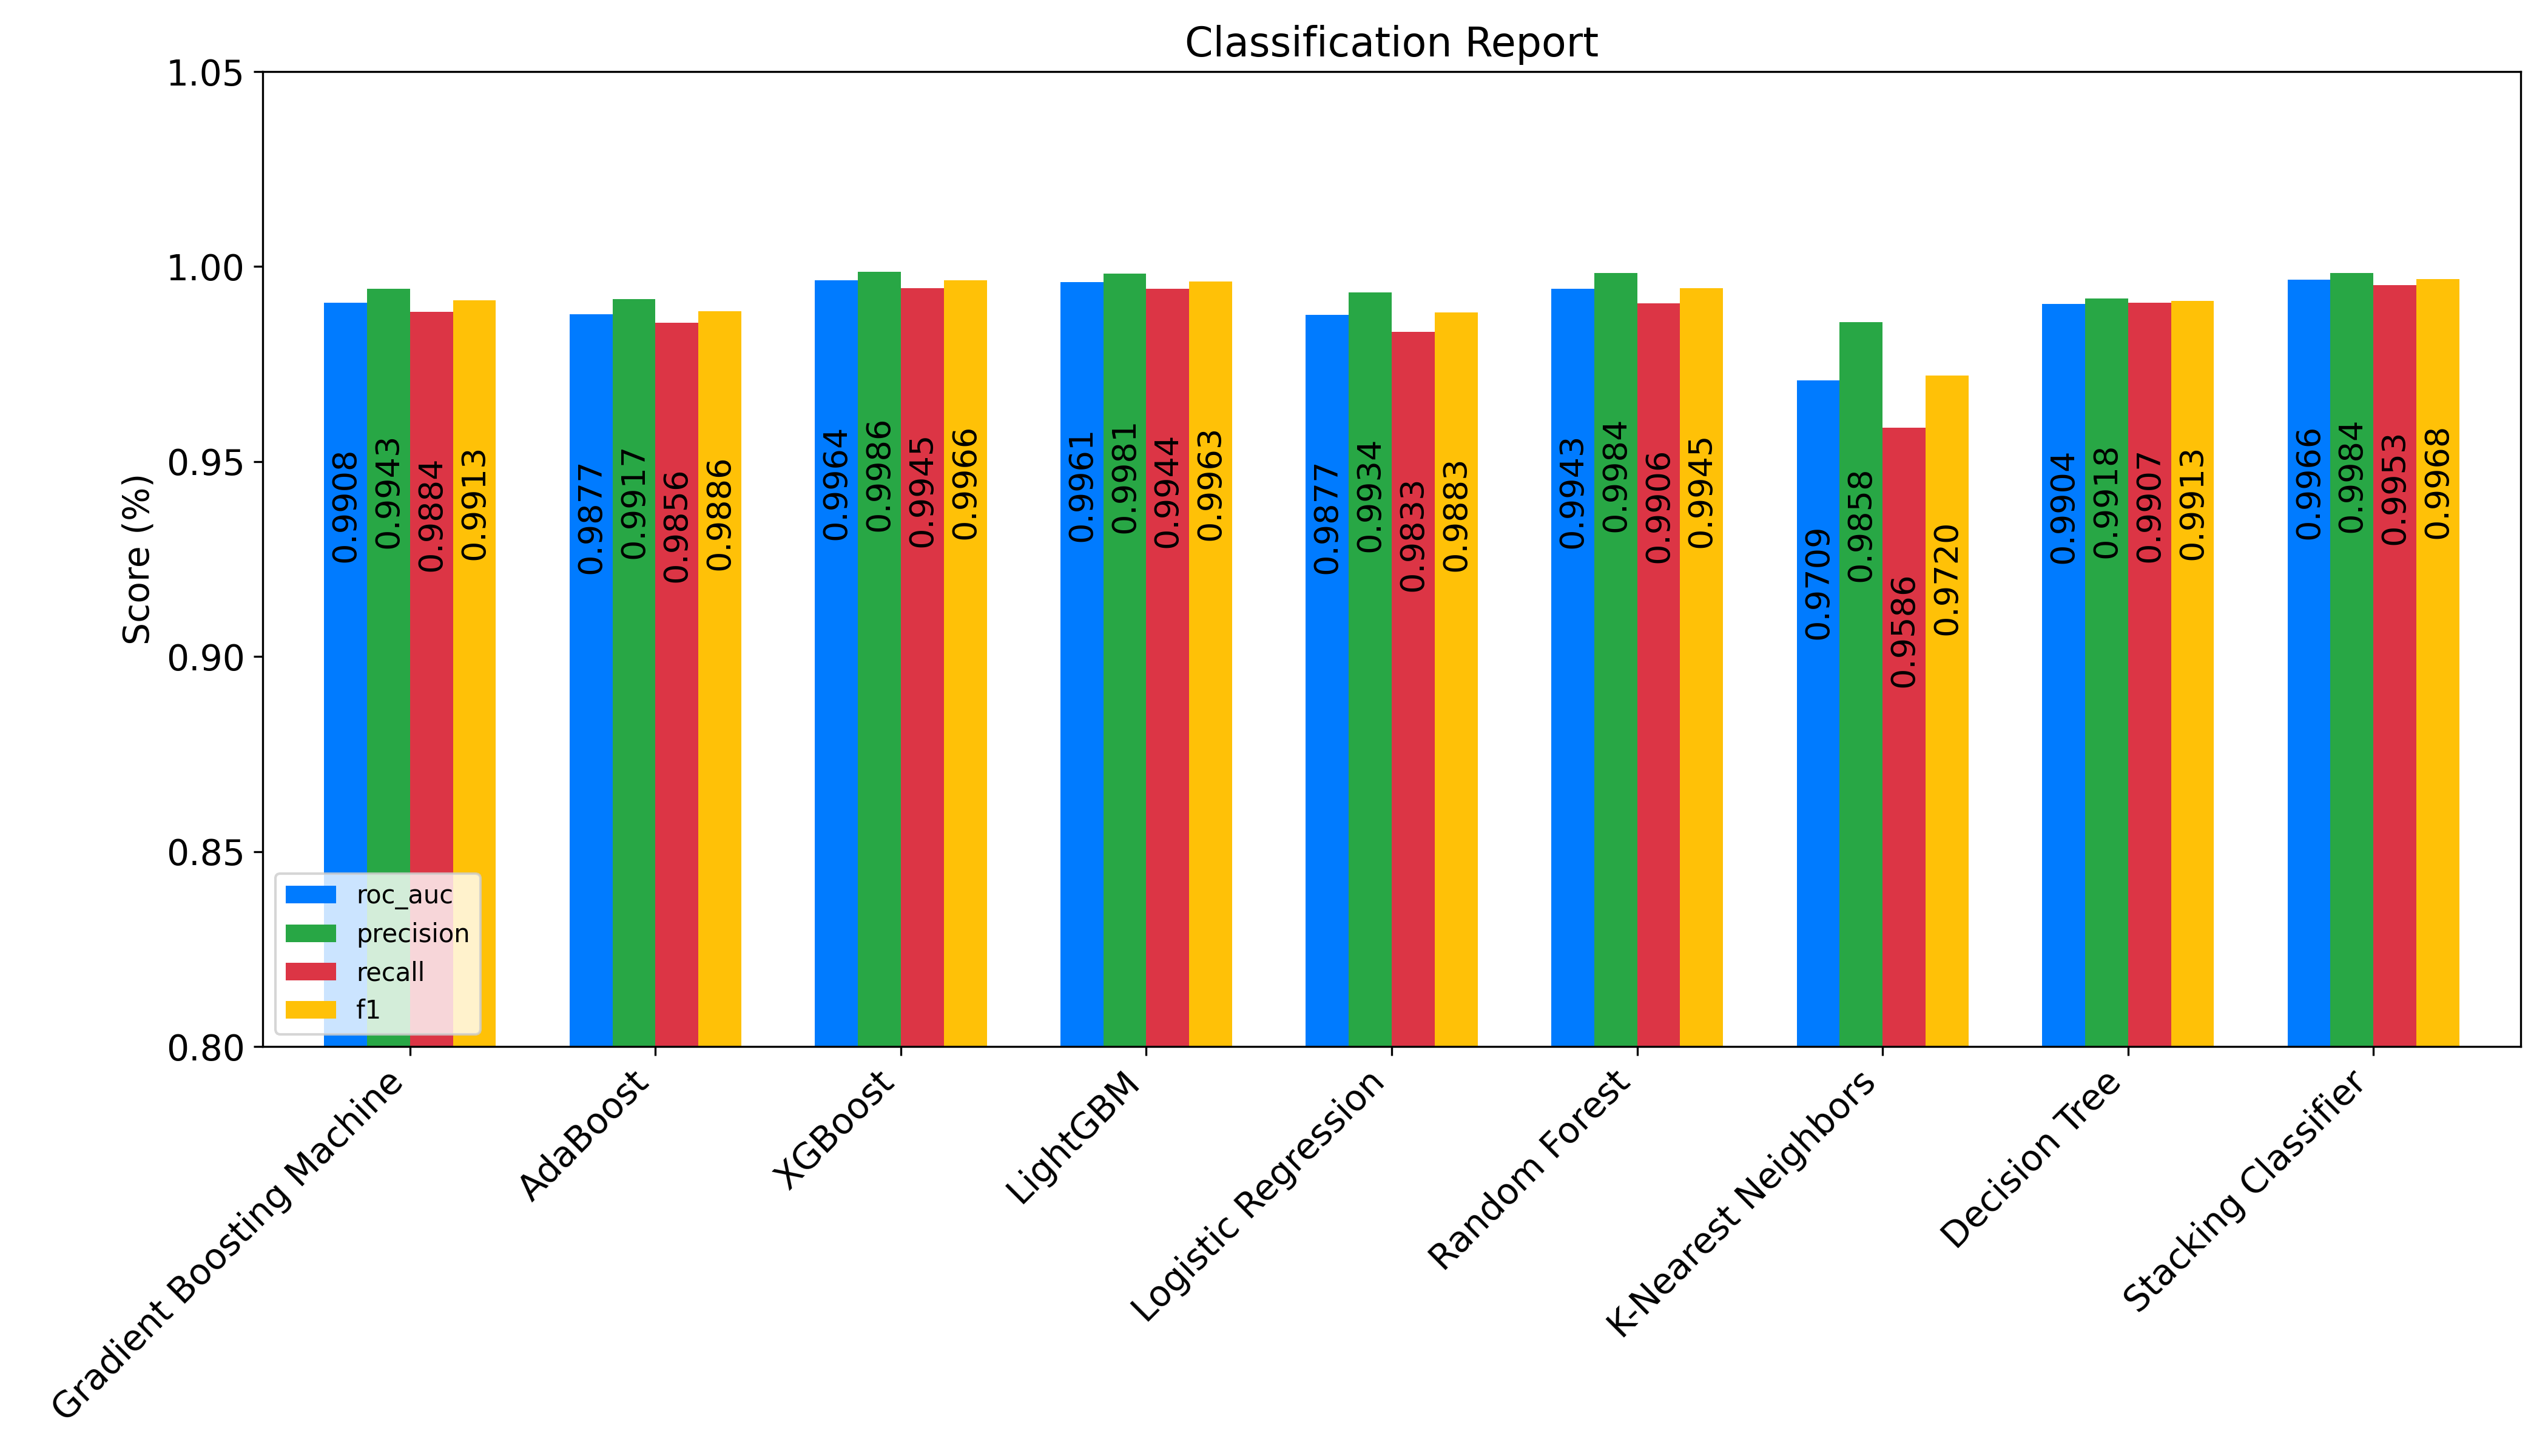 Classification Report
Score (%)
1.05
1.00
0.95
0.90
0.85
0.80
0.9908
0.9943
0.9884
0.9913
0.9877
0.9917
0.9856
0.9886
0.9964
0.9986
0.9945
0.9966
0.9961
0.9981
0.9944
0.9963
0.9877
0.9934
0.9833
0.9883
0.9943
0.9984
0.9906
0.9945
0.9709
0.9858
0.9586
0.9720
0.9904
0.9918
0.9907
0.9913
0.9966
0.9984
0.9953
0.9968
roc_auc
precision
recall
f1
Gradient Boosting Machine
AdaBoost
XGBoost
LightGBM
Logistic Regression
Random Forest
K-Nearest Neighbors
Decision Tree
Stacking Classifier